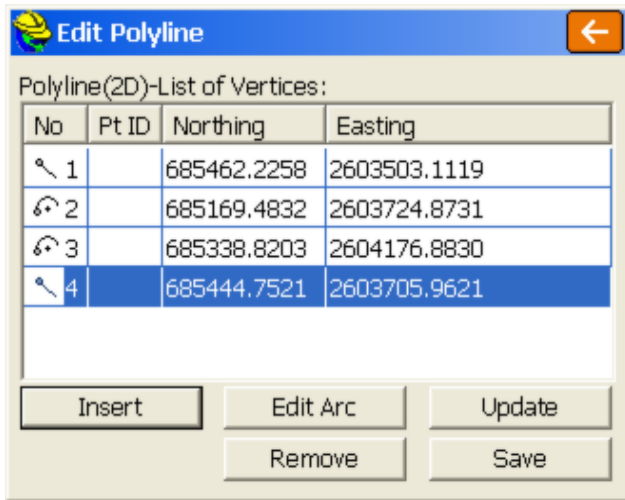 Edit Polyline
Polyline(2D)-List of Vertices:
No Pt ID Northing Easting
1 685462.2258 2603503.1119
2 685169.4832 2603724.8731
3 685338.8203 2604176.8830
4 685444.7521 2603705.9621
Insert Edit Arc Update
Remove Save